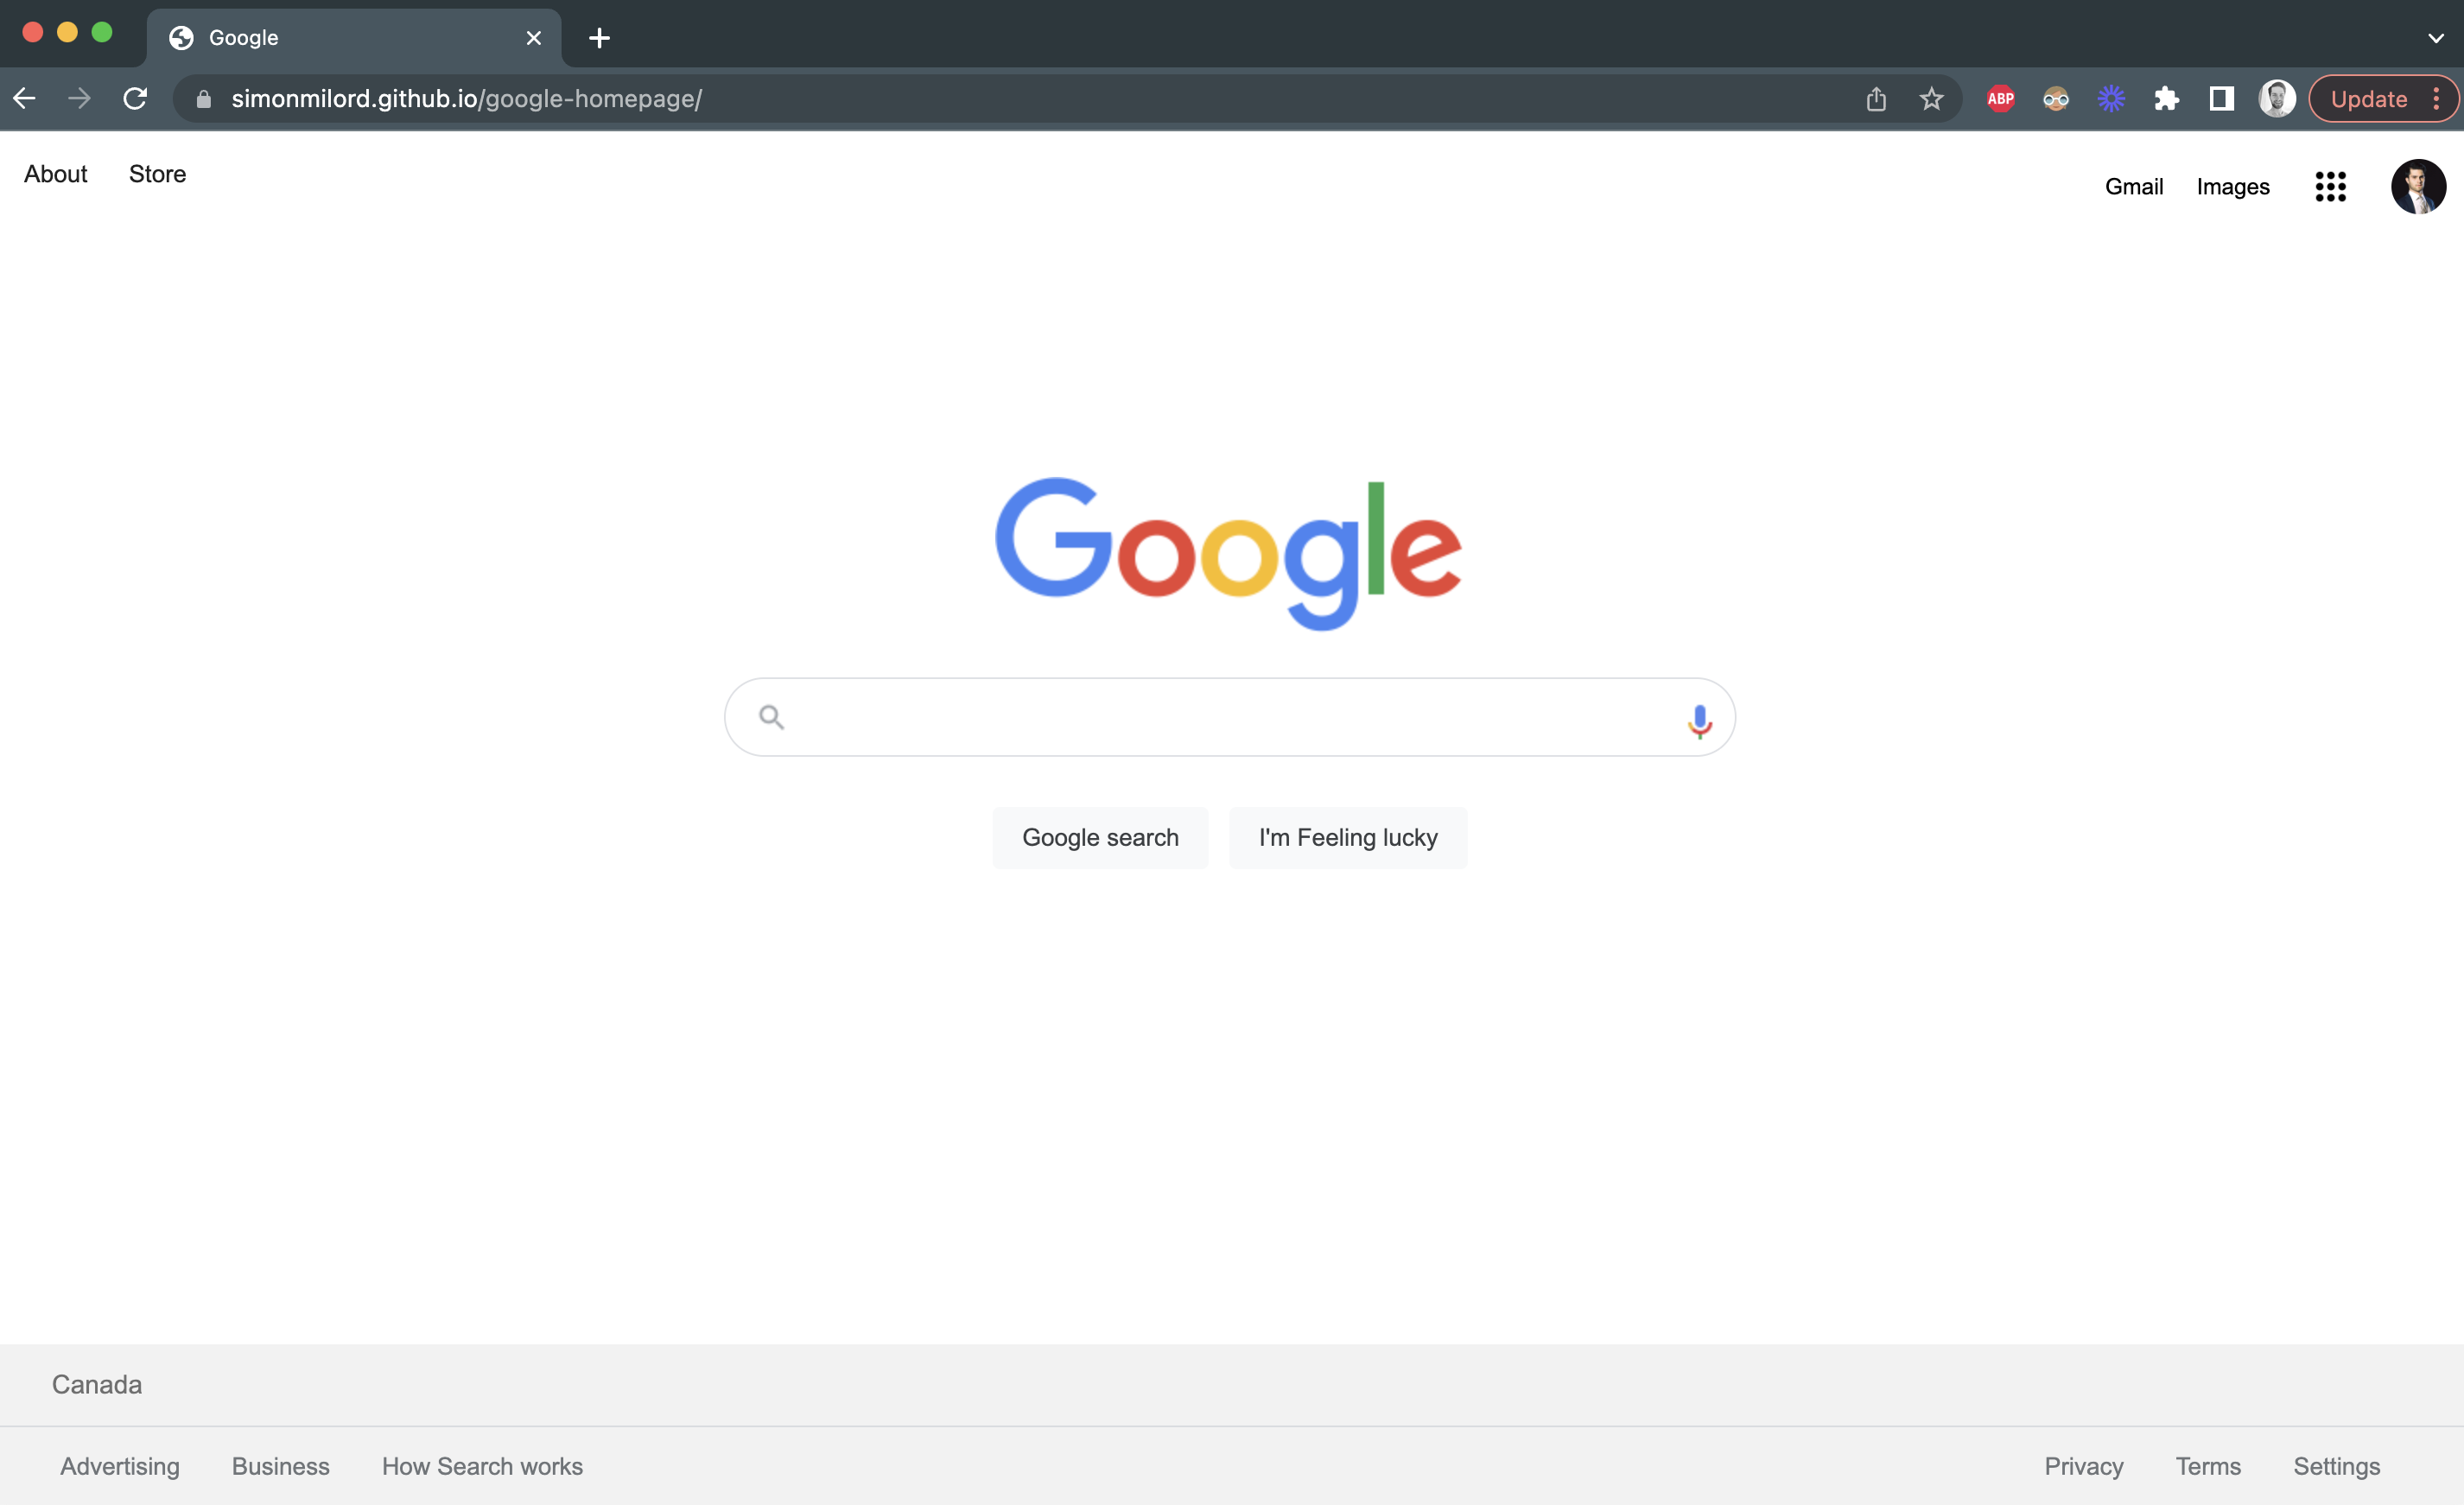 Google
simonmilord.github.io/google-homepage/
ABP
Update
About Store
Gmail Images
Google
Google search I'm Feeling lucky
Canada
Advertising Business How Search works
Privacy Terms Settings